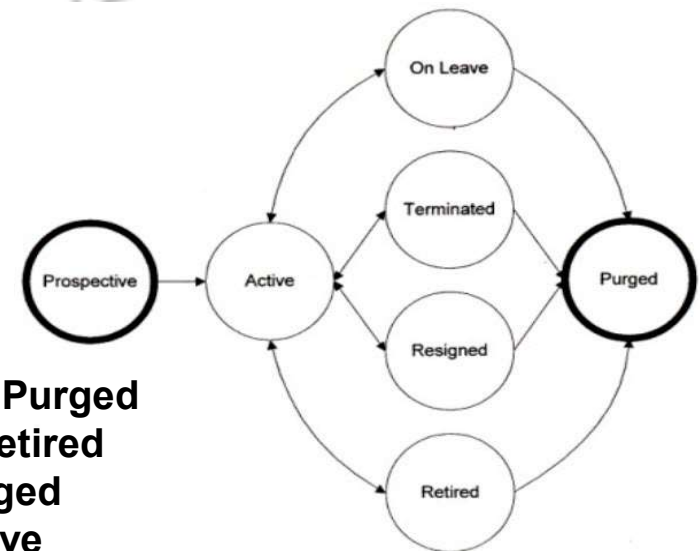 On Leave
Terminated
Prospective
Active
Purged
Resigned
Retired
Purged
etired
ged
ve